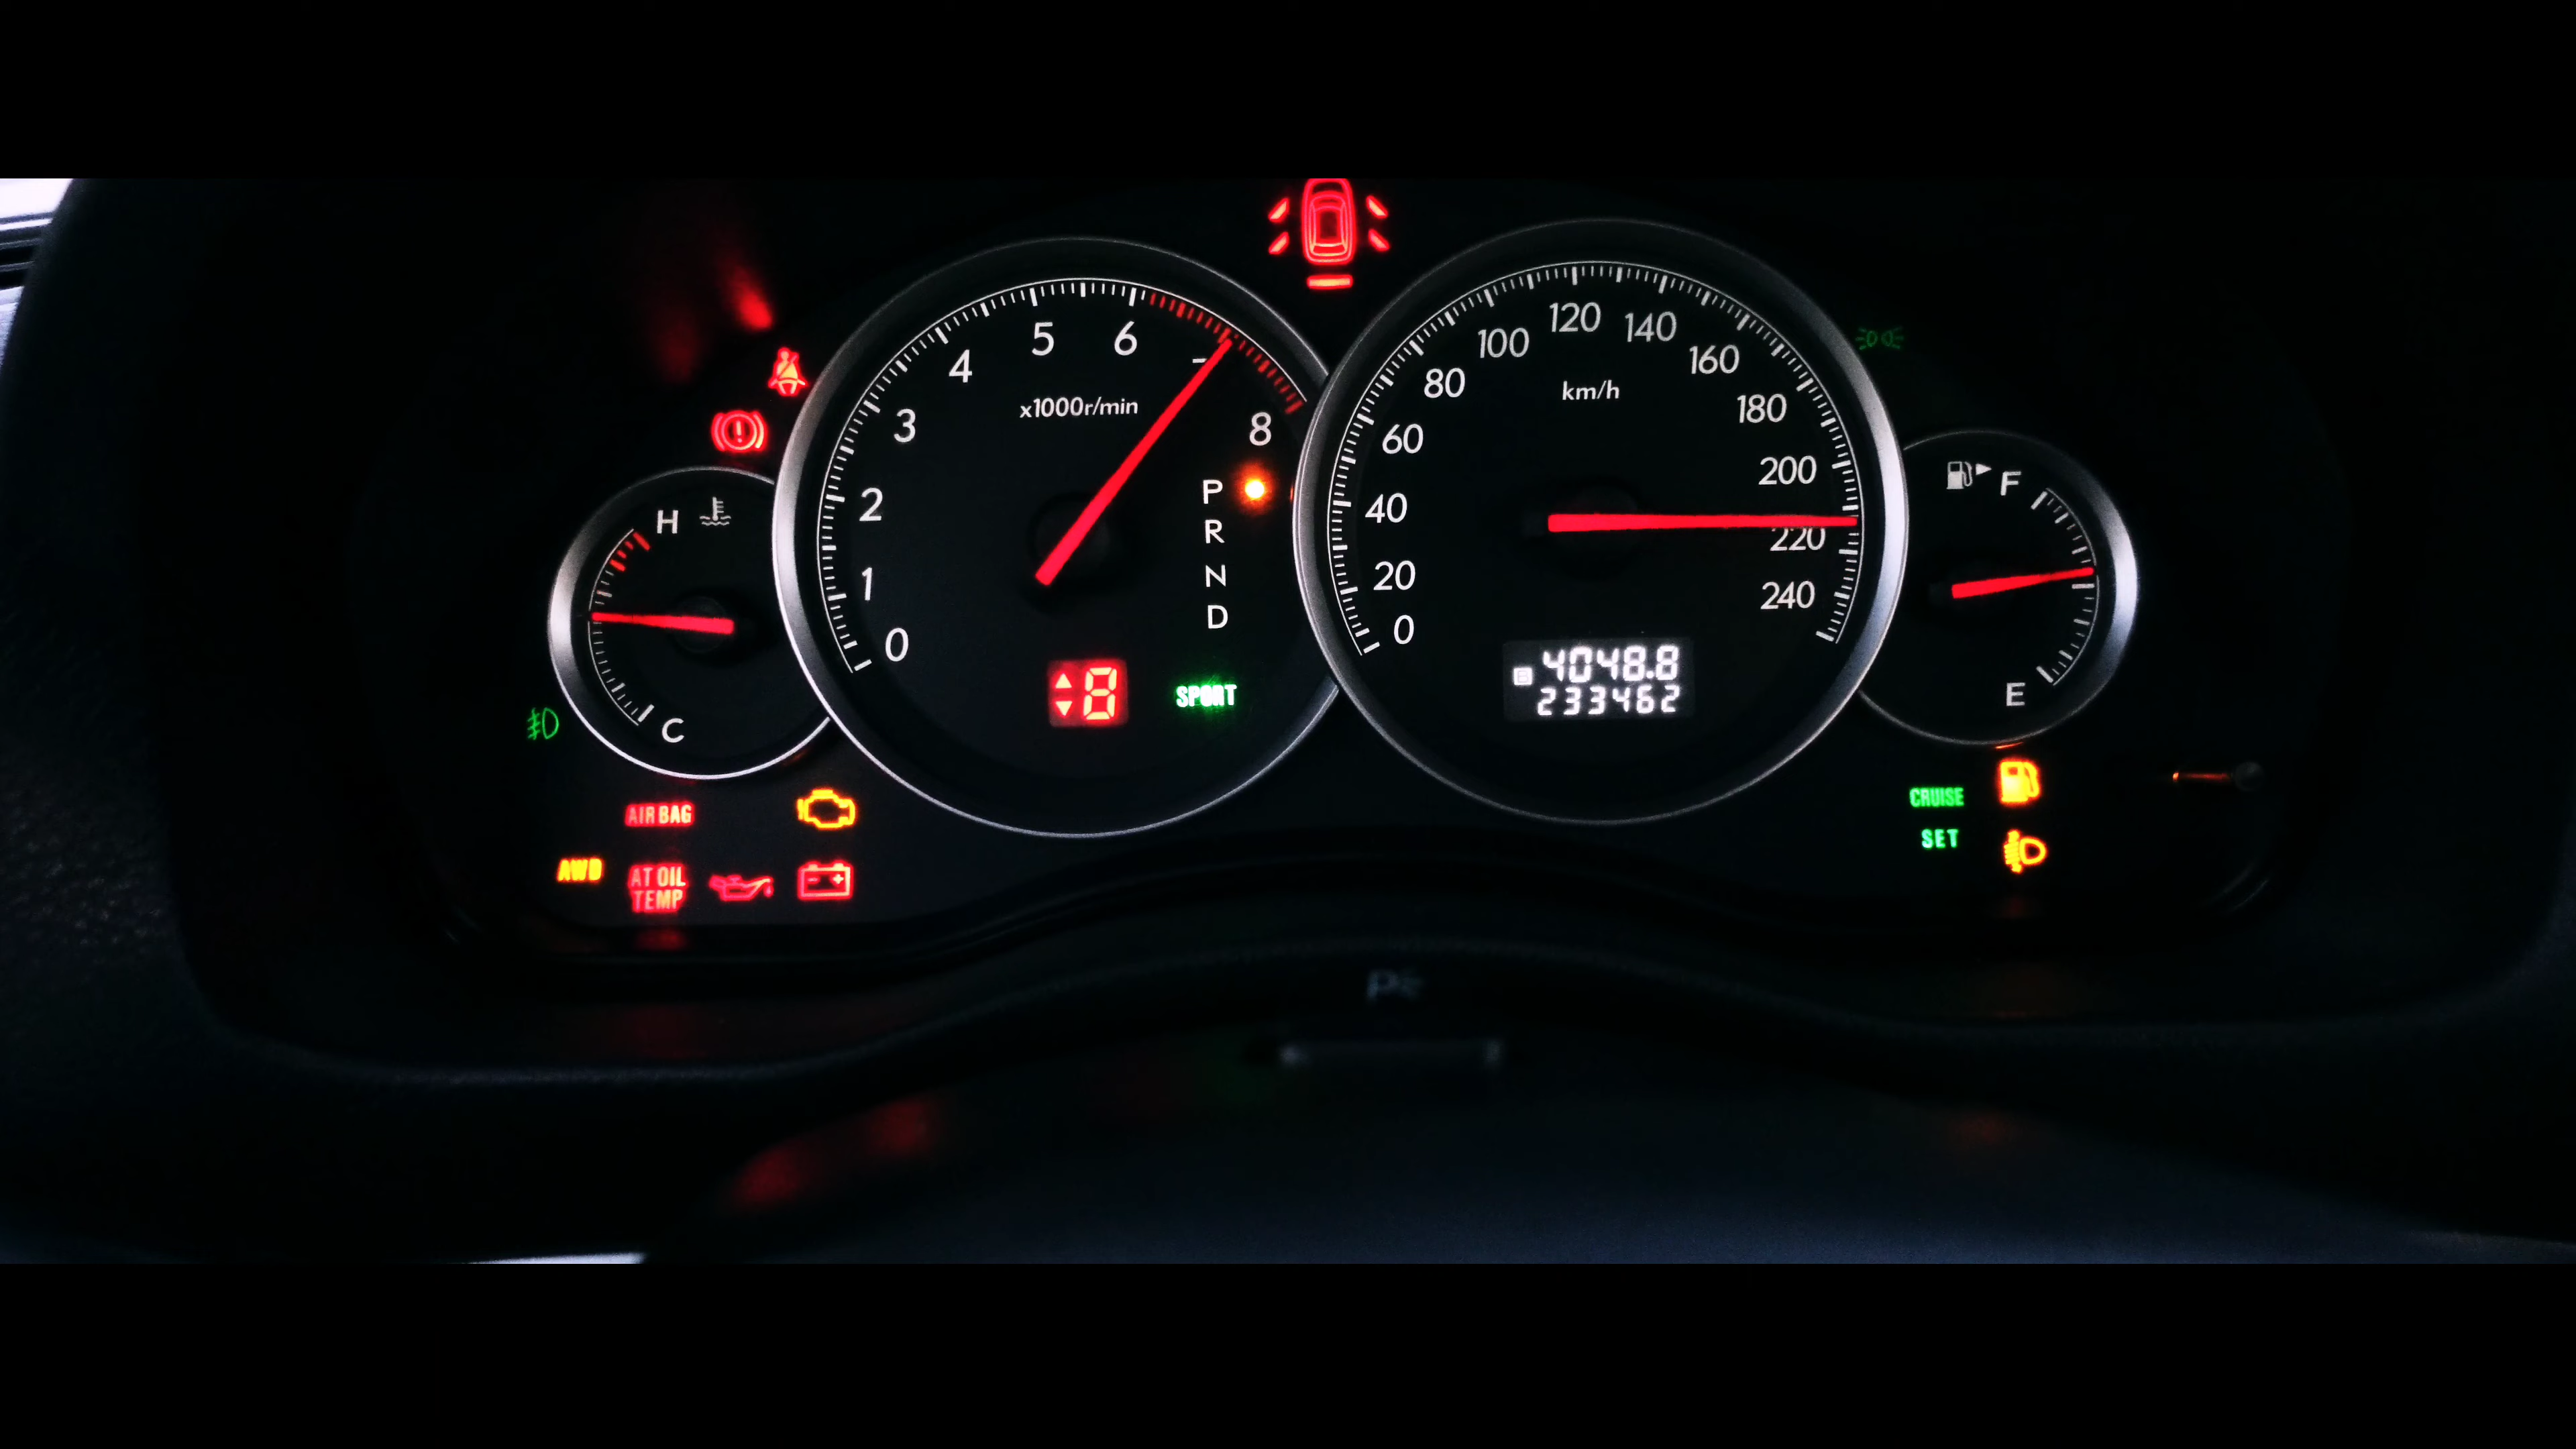 5
6
4
3
2
1
0
x1000r/min
8
P
R
N
D
8
SPORT
120
140
100
160
80
180
60
200
40
220
20
240
0
km/h
B 4048.8
233462
H
C
F
E
AIR BAG
AWD
AT OIL
TEMP
CRUISE
SET